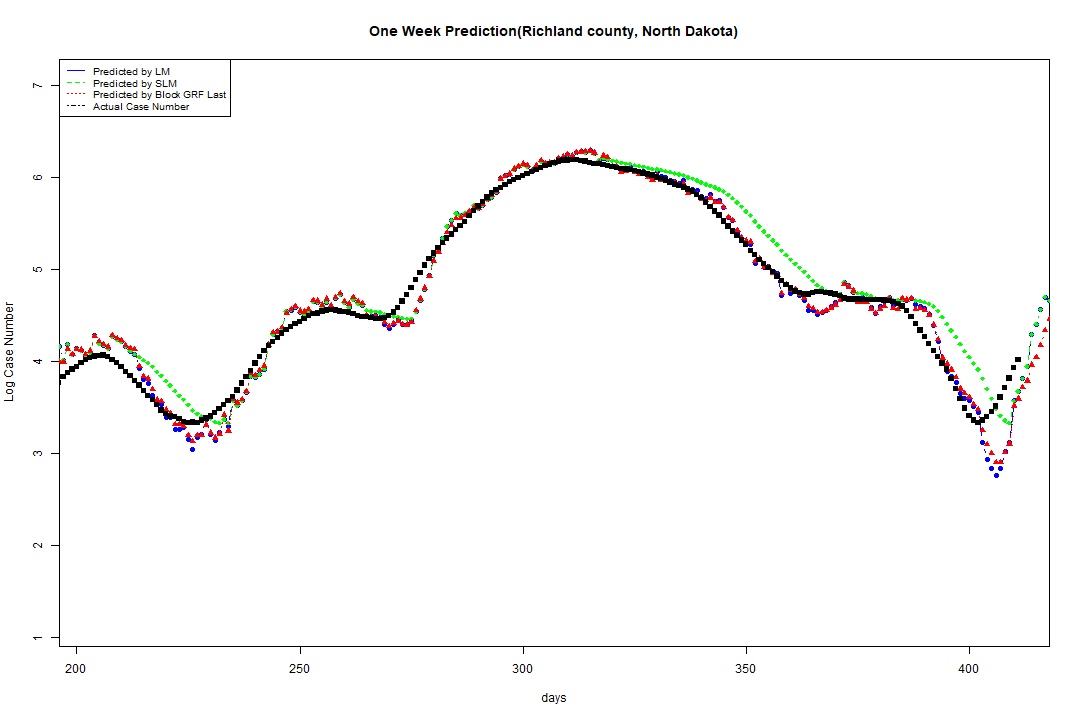 One Week Prediction(Richland county, North Dakota)
Predicted by LM
Predicted by SLM
Predicted by Block GRF Last
Actual Case Number
Log Case Number
7
6
5
4
3
2
1
200 250 300 350 400
days